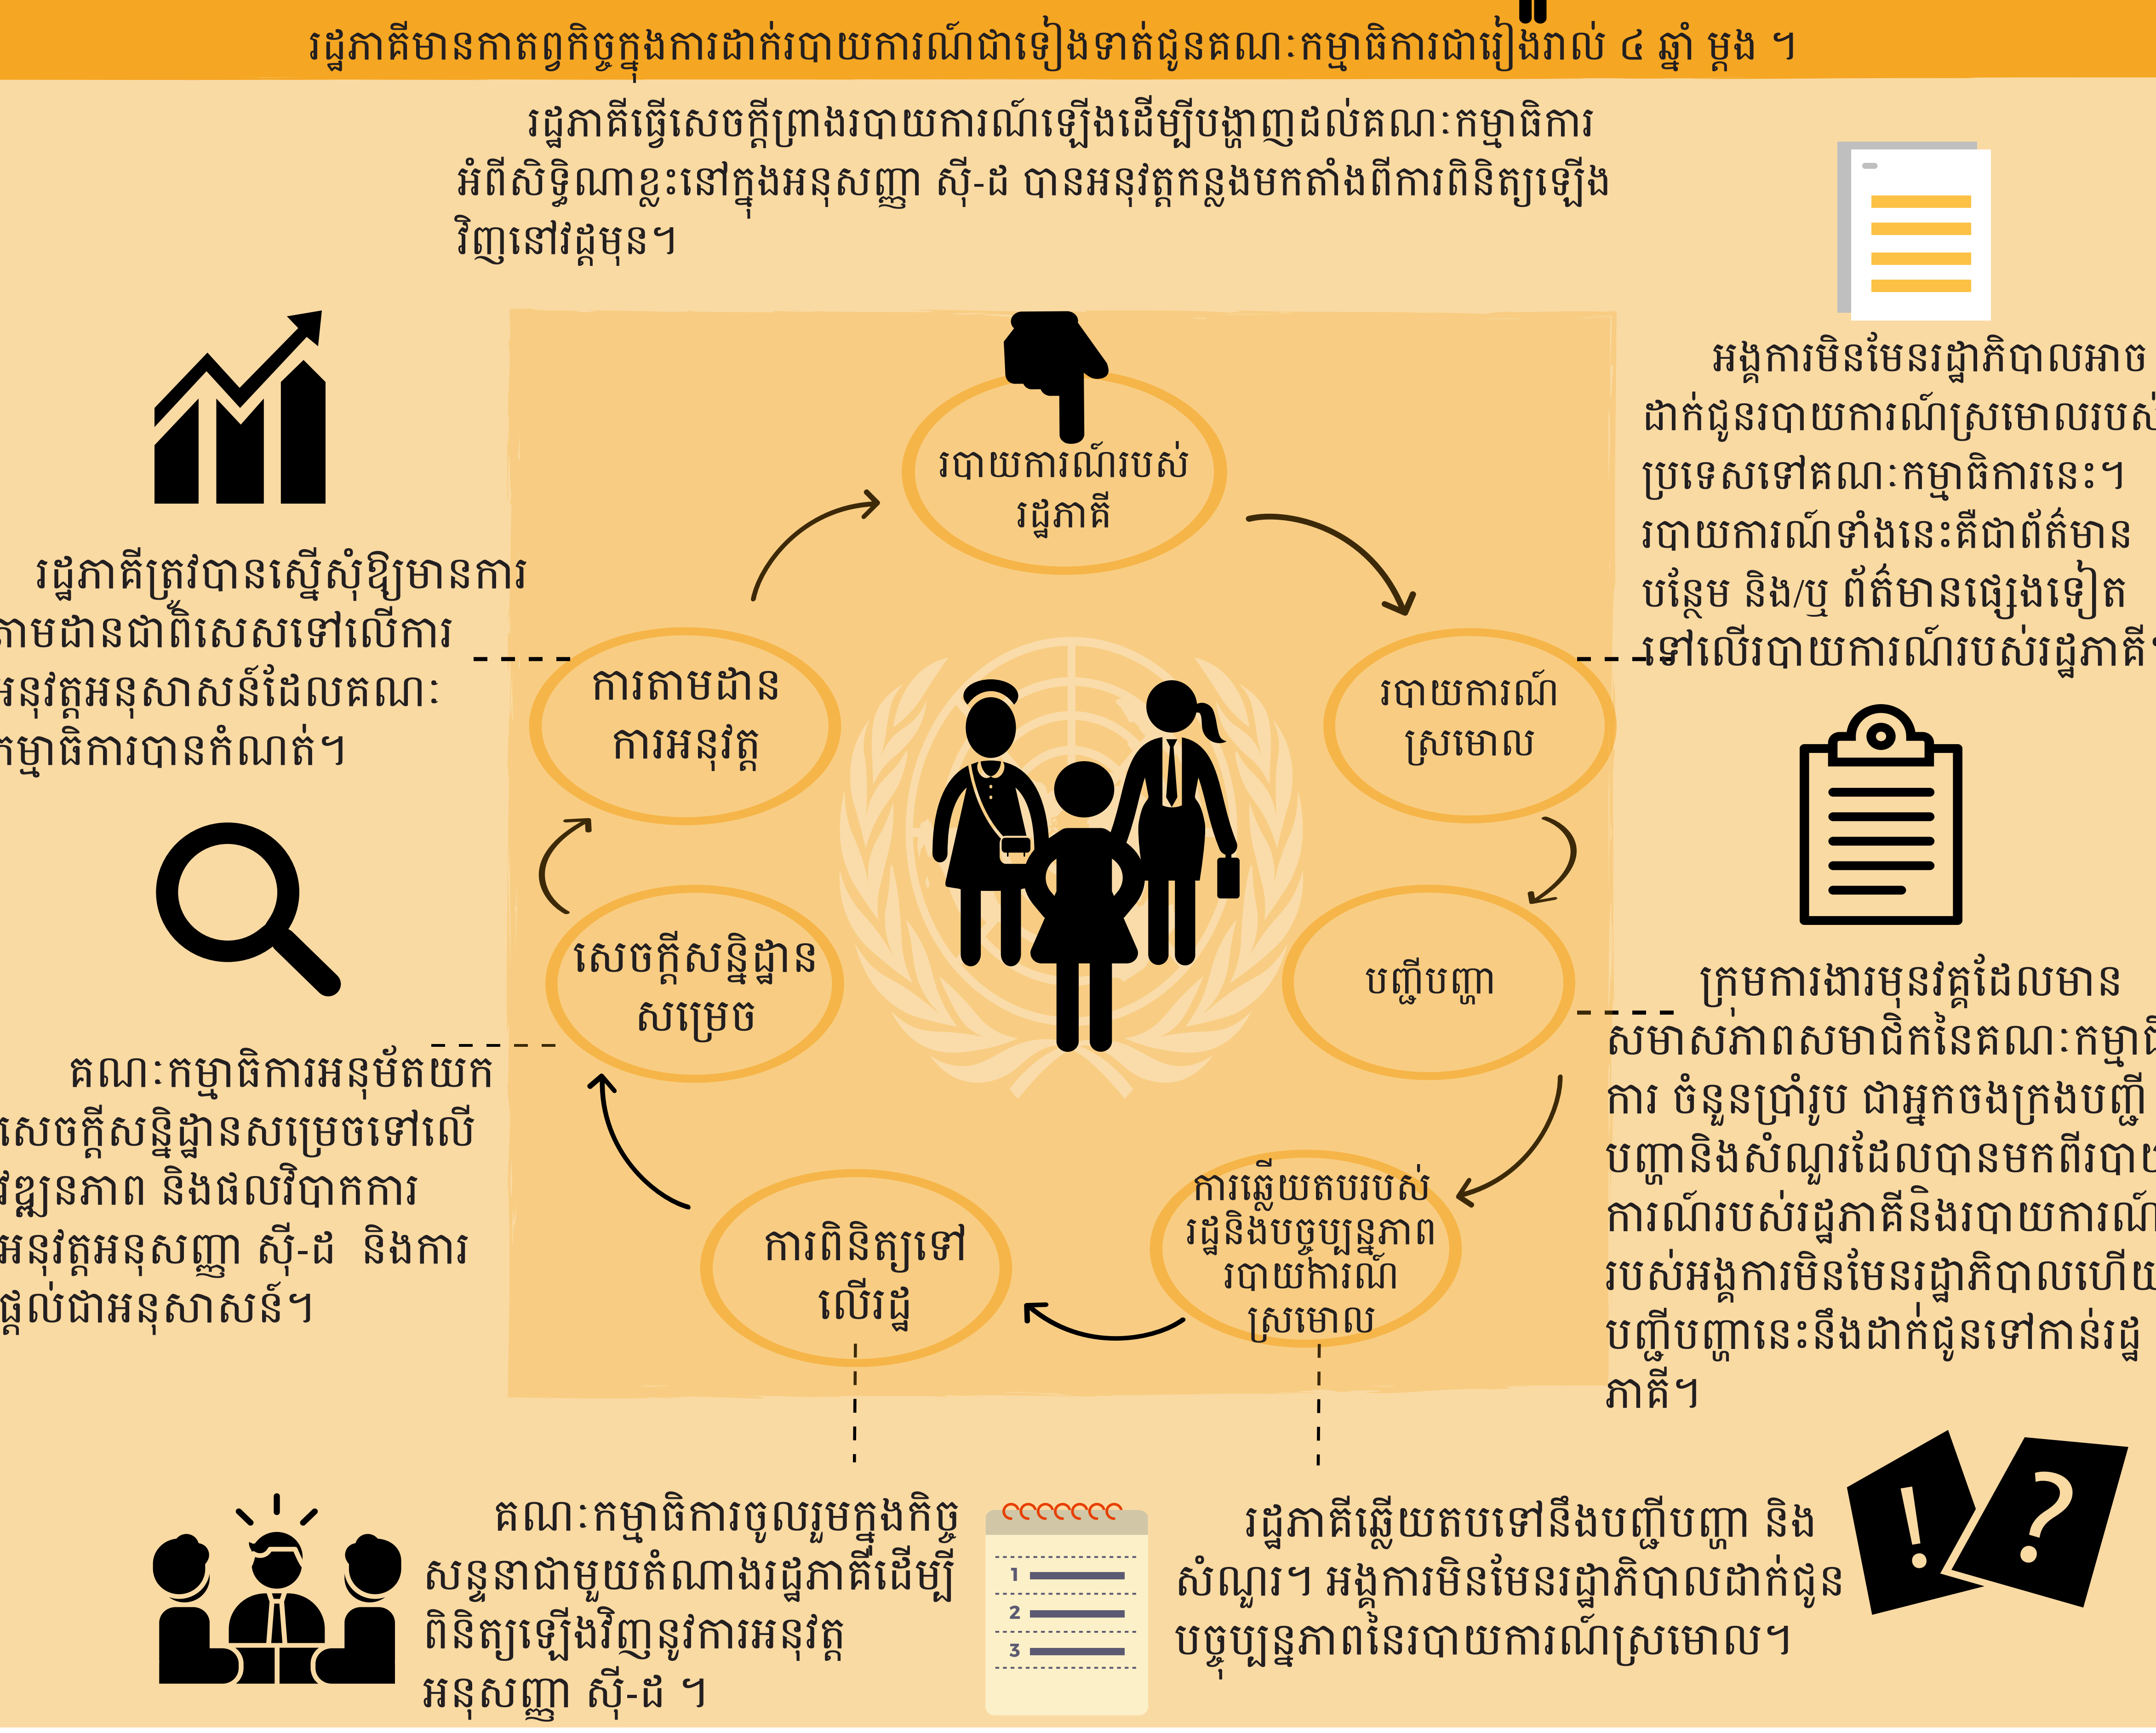 រដ្ឋភាគីមានកាតព្វកិច្ចក្នុងការដាក់របាយការណ៍ជាទៀងទាត់ជូនគណៈកម្មាធិការជារៀងរាល់ ៤ ឆ្នាំ ម្តង ។
រដ្ឋភាគីធ្វើសេចក្តីព្រាងរបាយការណ៍ឡើងដើម្បីបង្ហាញដល់គណៈកម្មាធិការ
អំពីសិទ្ធិណាខ្លះនៅក្នុងអនុសញ្ញា ស៊ី-ដ បានអនុវត្តកន្លងមកតាំងពីការពិនិត្យឡើង
វិញនៅវដ្តមុន។
របាយការណ៍របស់
រដ្ឋភាគី
អង្គការមិនមែនរដ្ឋាភិបាលអាច
ដាក់ជូនរបាយការណ៍ស្រមោលរបស់
ប្រទេសទៅគណៈកម្មាធិការនេះ។
របាយការណ៍ទាំងនេះគឺជាព័ត៌មាន
បន្ថែម និង/ឬ ព័ត៌មានផ្សេងទៀត
ទៅលើរបាយការណ៍របស់រដ្ឋភាគី។
របាយការណ៍
ស្រមោល
បញ្ជីបញ្ហា
ក្រុមការងារមុនវគ្គដែលមាន
សមាសភាពសមាជិកនៃគណៈកម្មាធិ
ការ ចំនួនប្រាំរូប ជាអ្នកចងក្រងបញ្ជី
បញ្ហានិងសំណួរដែលបានមកពីរបាយ
ការណ៍របស់រដ្ឋភាគីនិងរបាយការណ៍
របស់អង្គការមិនមែនរដ្ឋាភិបាលហើយ
បញ្ជីបញ្ហានេះនឹងដាក់ជូនទៅកាន់រដ្ឋ
ភាគី។
ការឆ្លើយតបរបស់
រដ្ឋនិងបច្ចុប្បន្នភាព
របាយការណ៍
ស្រមោល
រដ្ឋភាគីឆ្លើយតបទៅនឹងបញ្ជីបញ្ហា និង
សំណួរ។ អង្គការមិនមែនរដ្ឋាភិបាលដាក់ជូន
បច្ចុប្បន្នភាពនៃរបាយការណ៍ស្រមោល។
! ?
ការពិនិត្យទៅ
លើរដ្ឋ
គណៈកម្មាធិការចូលរួមក្នុងកិច្ច
សន្ទនាជាមួយតំណាងរដ្ឋភាគីដើម្បី
ពិនិត្យឡើងវិញនូវការអនុវត្ត
អនុសញ្ញា ស៊ី-ដ ។
1
2
3
សេចក្តីសន្និដ្ឋាន
សម្រេច
គណៈកម្មាធិការអនុម័តយក
សេចក្តីសន្និដ្ឋានសម្រេចទៅលើ
វឌ្ឍនភាព និងផលវិបាកការ
អនុវត្តអនុសញ្ញា ស៊ី-ដ និងការ
ផ្តល់ជាអនុសាសន៍។
ការតាមដាន
ការអនុវត្ត
រដ្ឋភាគីត្រូវបានស្នើសុំឱ្យមានការ
តាមដានជាពិសេសទៅលើការ
អនុវត្តអនុសាសន៍ដែលគណៈ
កម្មាធិការបានកំណត់។